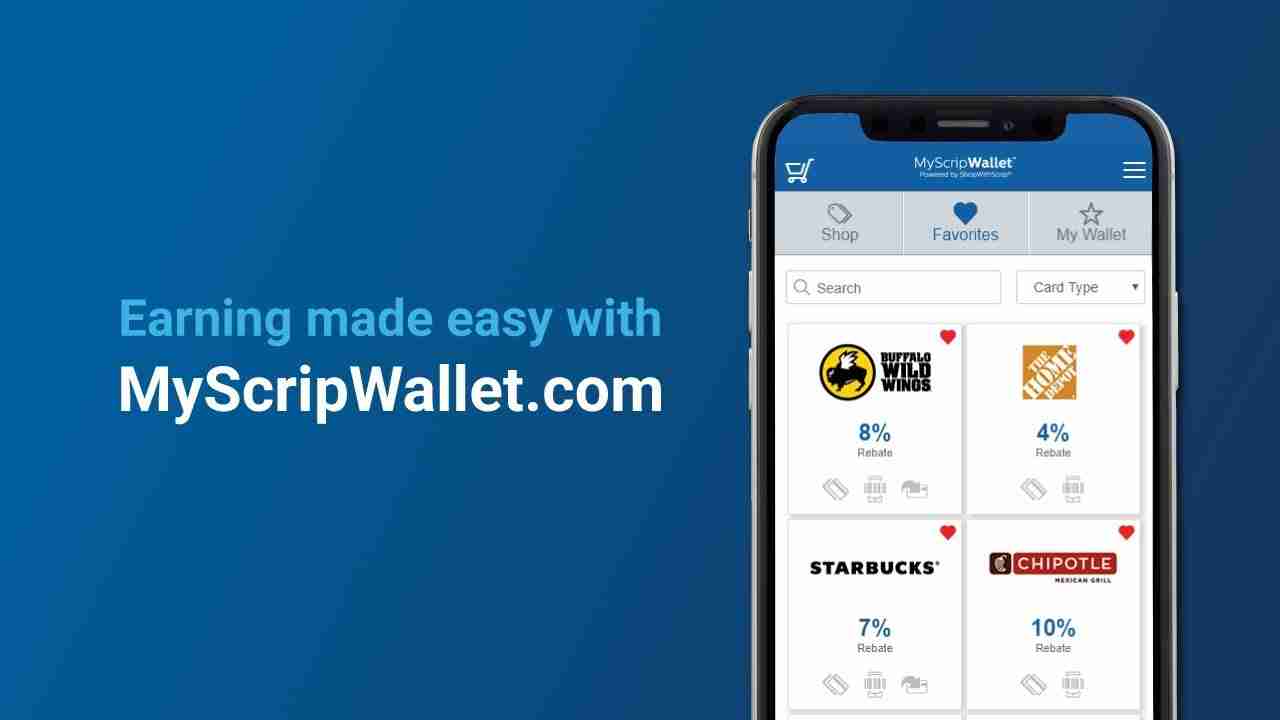 Earning made easy with
MyScripWallet.com
MyScripWallet™
Powered by ShopWithScrip®
Shop
Favorites
My Wallet
Search
Card Type
BUFFALO
WILD
WINGS
8%
Rebate
THE
HOME
DEPOT
4%
Rebate
STARBUCKS®
7%
Rebate
CHIPOTLE
MEXICAN GRILL
10%
Rebate